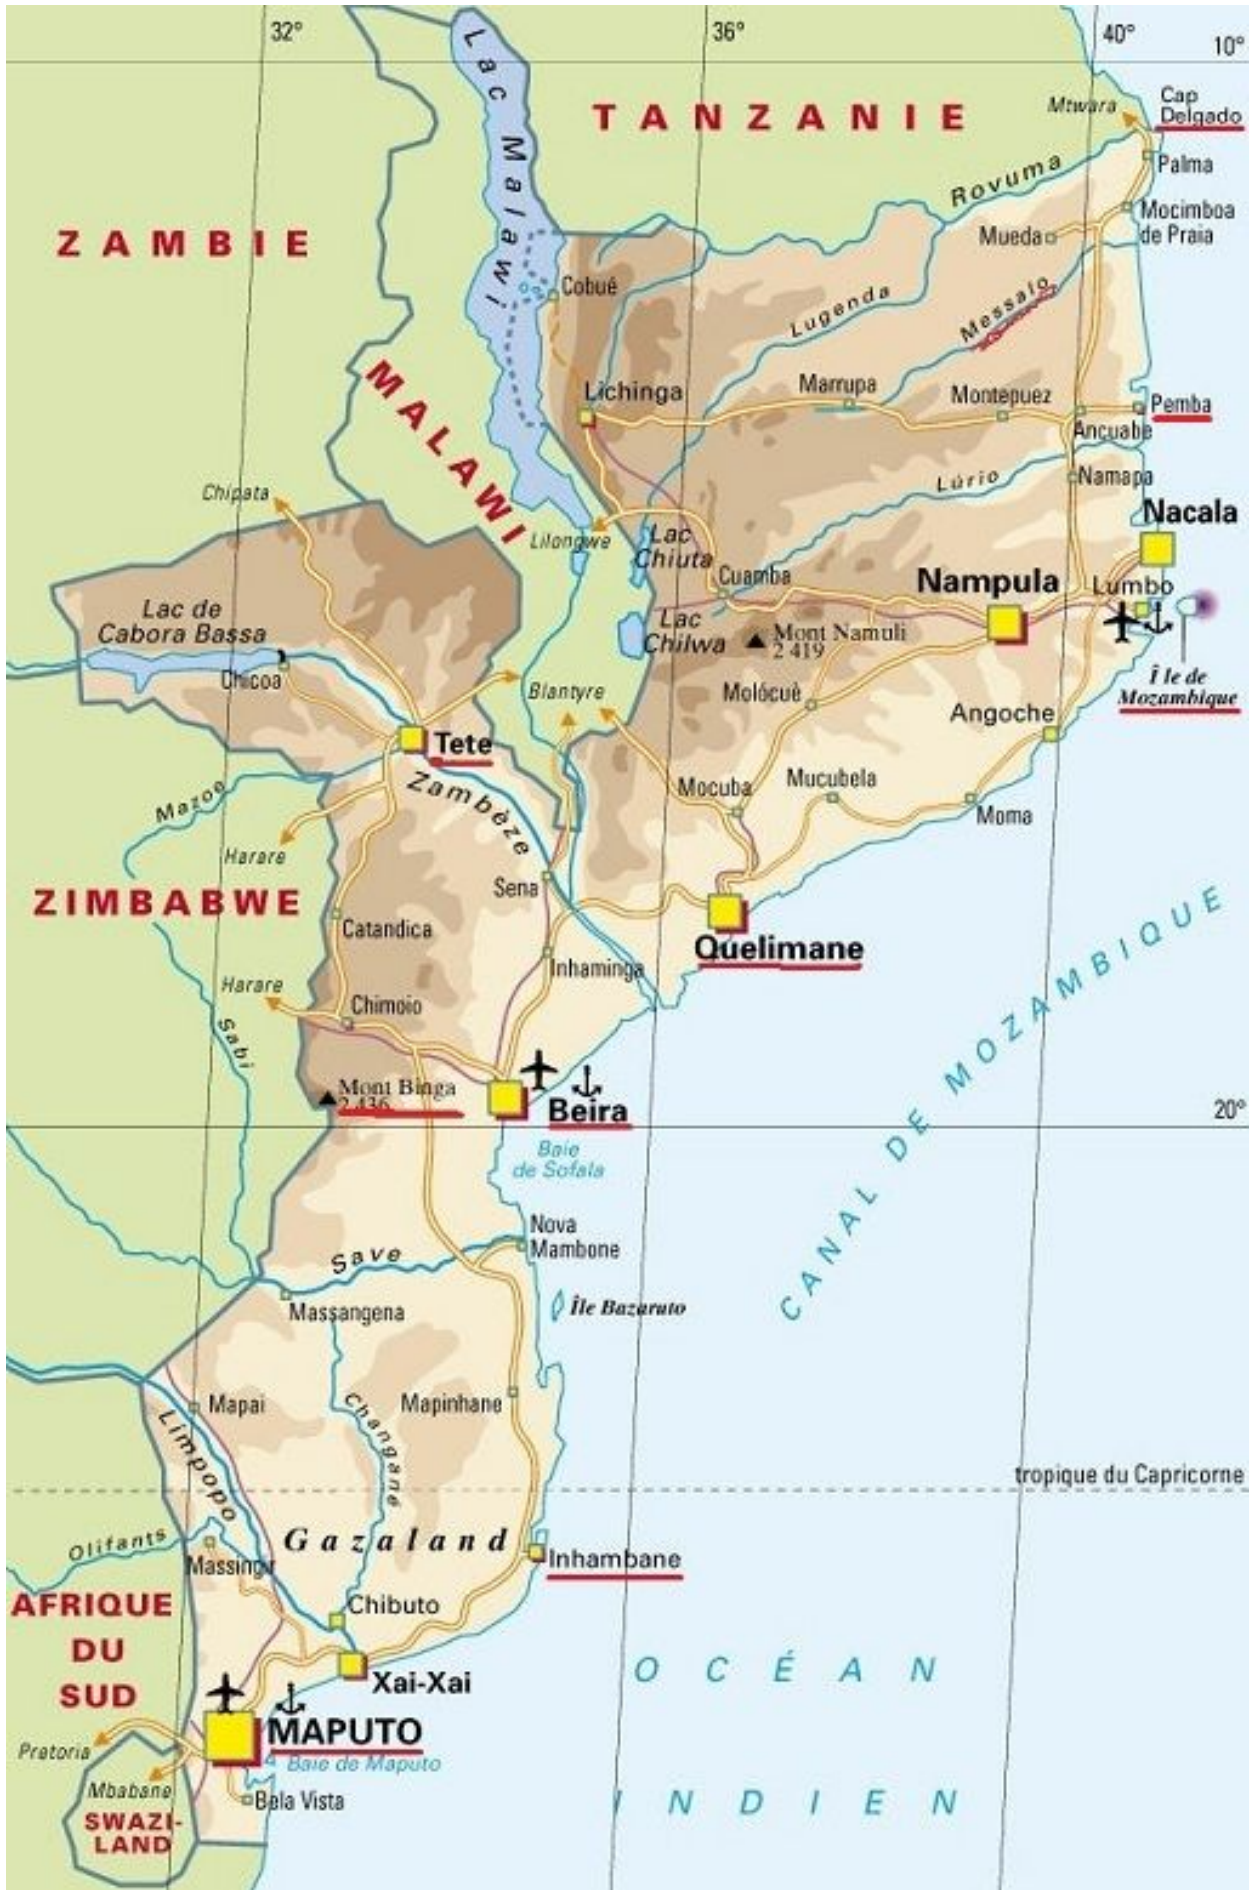 32°
36°
40°
10°
Lac Malawi
TANZANIE
Mtwara
Cap
Delgado
Palma
Rovuma
Mocimboa
de Praia
Mueda
ZAMBIE
Cobué
Lugenda
Messalo
MALAWI
Lichinga
Marrupa
Montepuez
Pemba
Ancuabe
Chipata
Lúrio
Namapa
Nacala
Lilongwe
Lac
Chiuta
Cuamba
Nampula
Lumbo
Lac de
Cabora Bassa
Lac
Chilwa
Mont Namuli
2 419
Chicoa
Blantyre
Molócuè
Île de
Mozambique
Angoche
Tete
Zambèze
Mocuba
Mucubela
Moma
Mazoe
Harare
ZIMBABWE
Sena
Catandica
Quelimane
Inhaminga
Harare
Chimoio
Sabi
CANAL DE MOZAMBIQUE
Mont Binga
2 436
Beira
20°
Baie
de Sofala
Nova
Mambone
Save
Massangena
Île Bazaruto
Mapai
Changane
Mapinhane
Limpopo
tropique du Capricorne
Olifants
Gazaland
Massingir
Inhambane
AFRIQUE
DU
SUD
Chibuto
OCÉAN
Xai-Xai
MAPUTO
Pretoria
Baie de Maputo
Mbabane
Bela Vista
INDIEN
SWAZI-
LAND